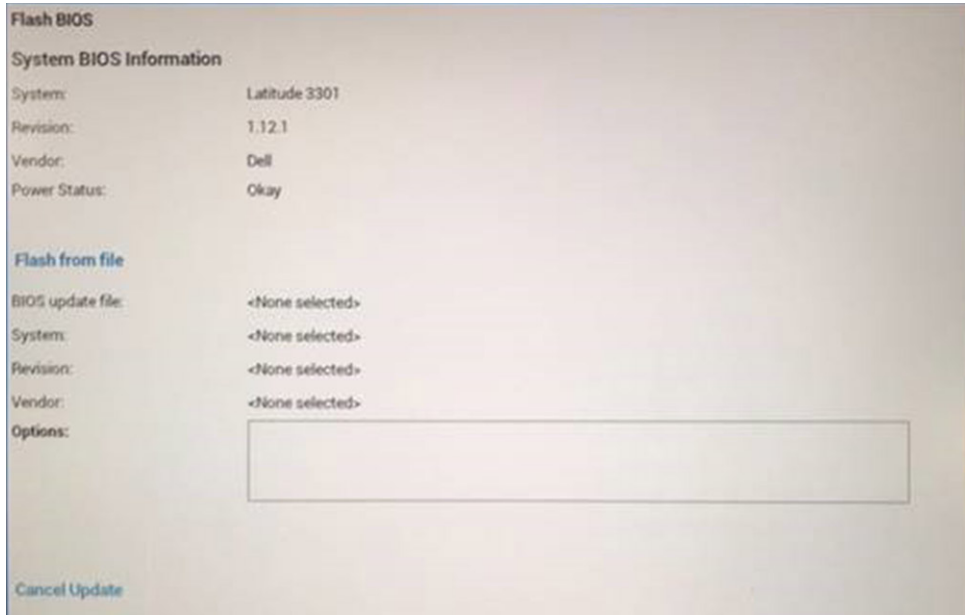 Flash BIOS
System BIOS Information
System: Latitude 3301
Revision: 1.12.1
Vendor: Dell
Power Status: Okay
Flash from file
BIOS update file: <None selected>
System: <None selected>
Revision: <None selected>
Vendor: <None selected>
Options:
Cancel Update